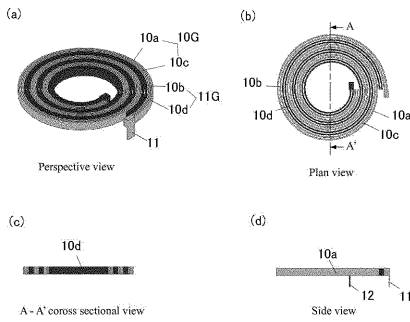 (a)
10a
10G
10c
10b
11G
10d
11
Perspective view
(b)
A
10b
10d
10a
10c
A'
Plan view
(c)
10d
A - A' coross sectional view
(d)
10a
12
11
Side view